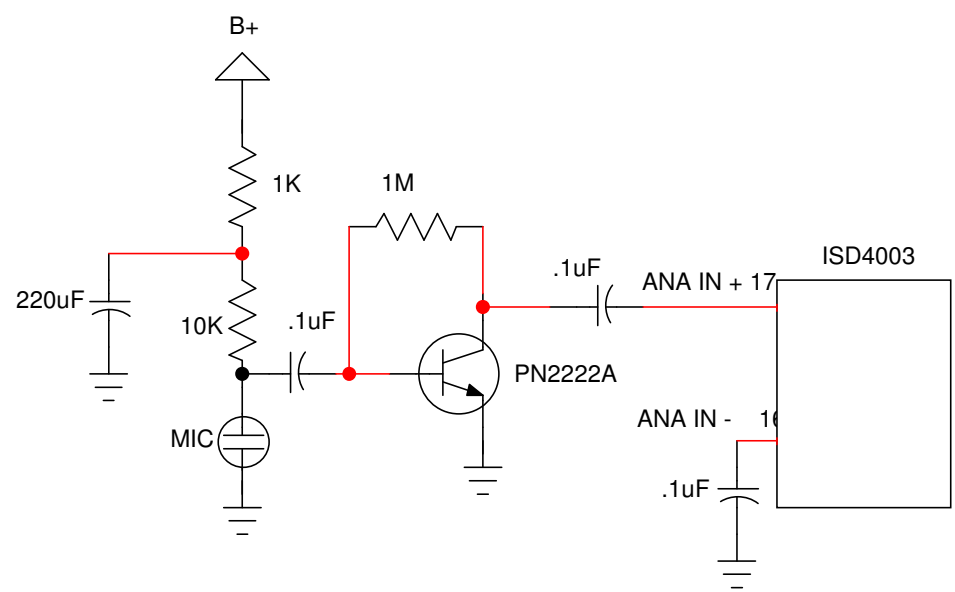 B+
1K
1M
ISD4003
.1uF
ANA IN + 17
220uF
10K
.1uF
PN2222A
ANA IN -
MIC
.1uF